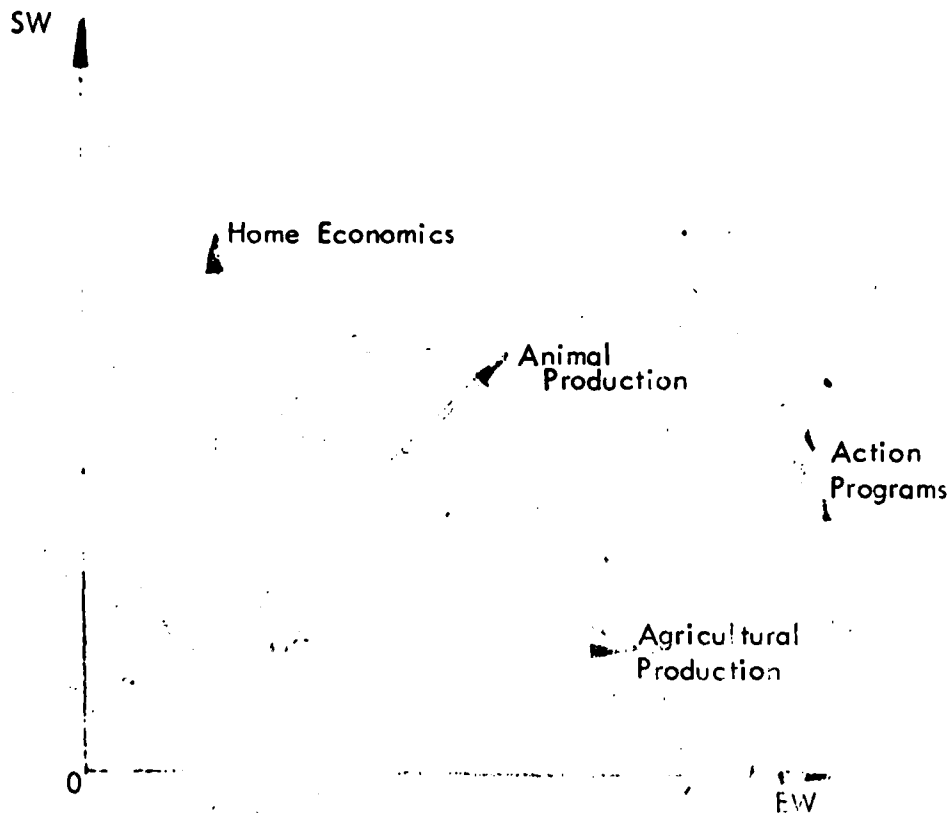 SW
Home Economics
Animal
Production
Action
Programs
Agricultural
Production
0
EW